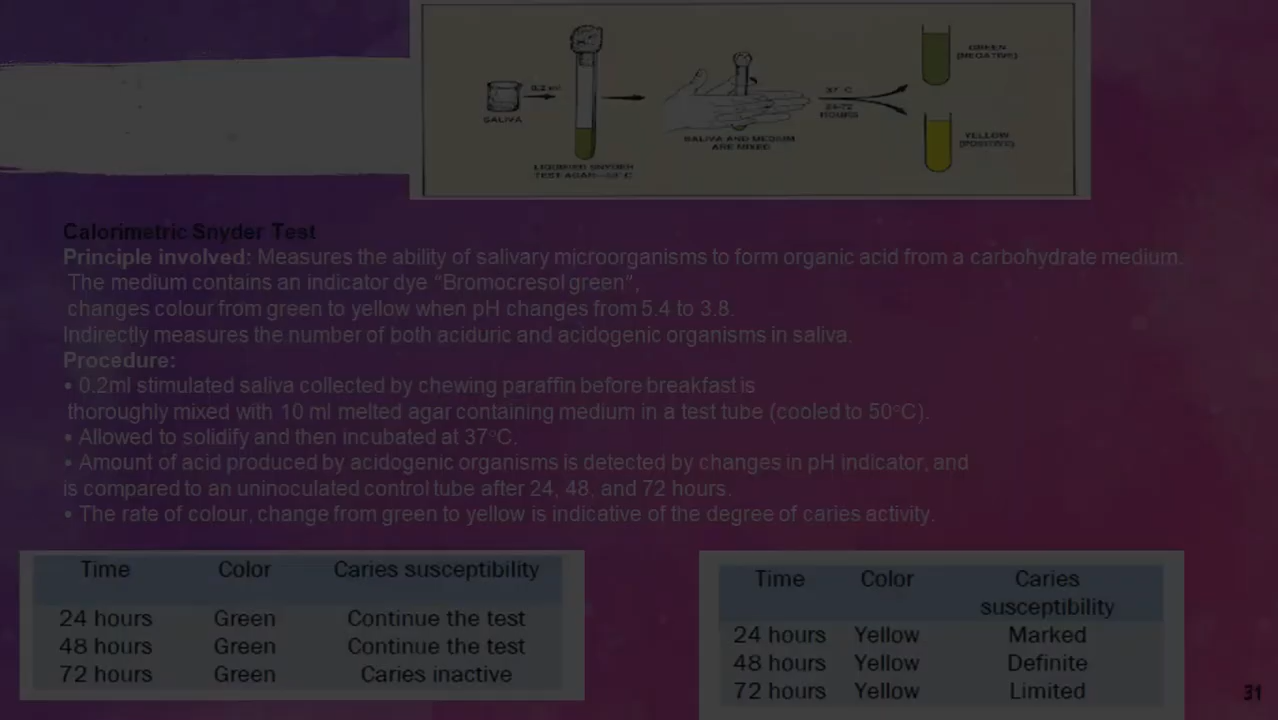 GREEN
(NEGATIVE)
0.2 ml
37° C
SALIVA
24-72
HOURS
YELLOW
(POSITIVE)
SALIVA AND MEDIUM
ARE MIXED
LIQUIFIED SNYDER
TEST AGAR
Calorimetric Snyder Test
Principle involved: Measures the ability of salivary microorganisms to form organic acid from a carbohydrate medium.
The medium contains an indicator dye “Bromocresol green”,
changes colour from green to yellow when pH changes from 5.4 to 3.8.
Indirectly measures the number of both aciduric and acidogenic organisms in saliva.
Procedure:
• 0.2ml stimulated saliva collected by chewing paraffin before breakfast is
thoroughly mixed with 10 ml melted agar containing medium in a test tube (cooled to 50°C).
• Allowed to solidify and then incubated at 37°C.
• Amount of acid produced by acidogenic organisms is detected by changes in pH indicator, and
is compared to an uninoculated control tube after 24, 48, and 72 hours.
• The rate of colour, change from green to yellow is indicative of the degree of caries activity.
Time Color Caries susceptibility
24 hours Green Continue the test
48 hours Green Continue the test
72 hours Green Caries inactive
Time Color Caries
susceptibility
24 hours Yellow Marked
48 hours Yellow Definite
72 hours Yellow Limited
31